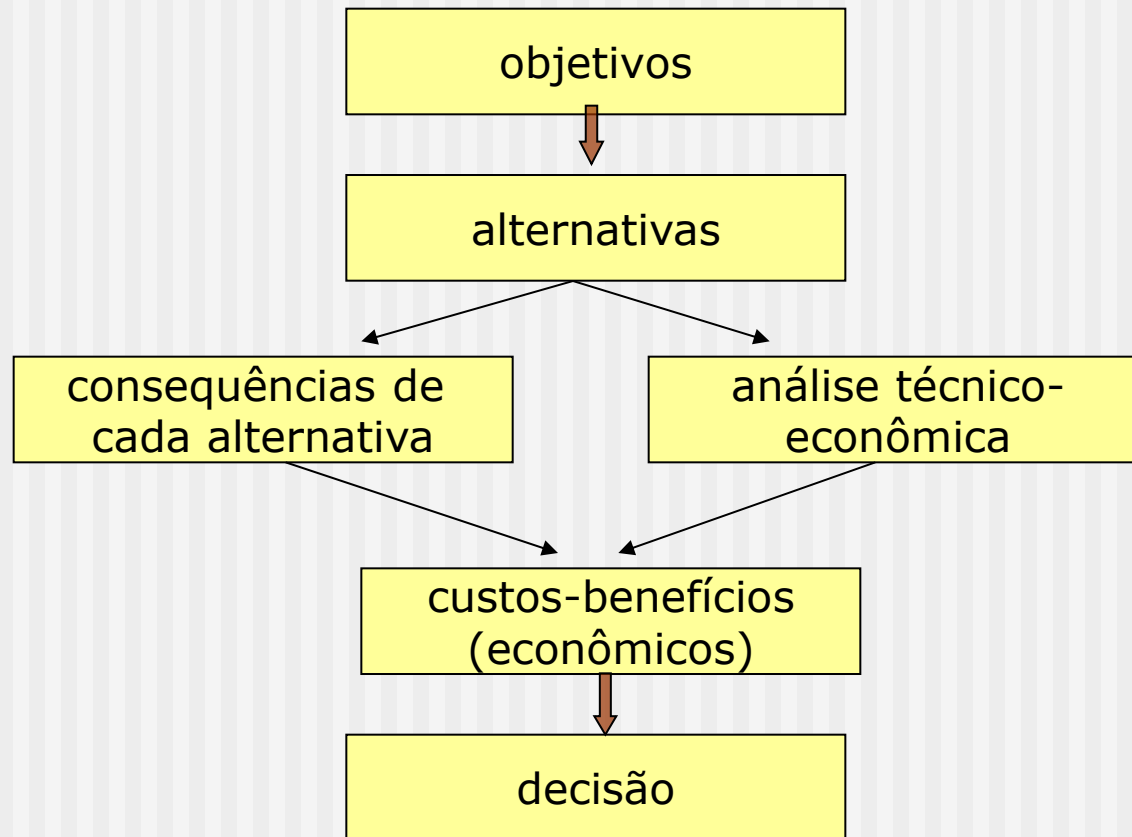 objetivos
alternativas
consequências de
cada alternativa
análise técnico-
econômica
custos-benefícios
(econômicos)
decisão